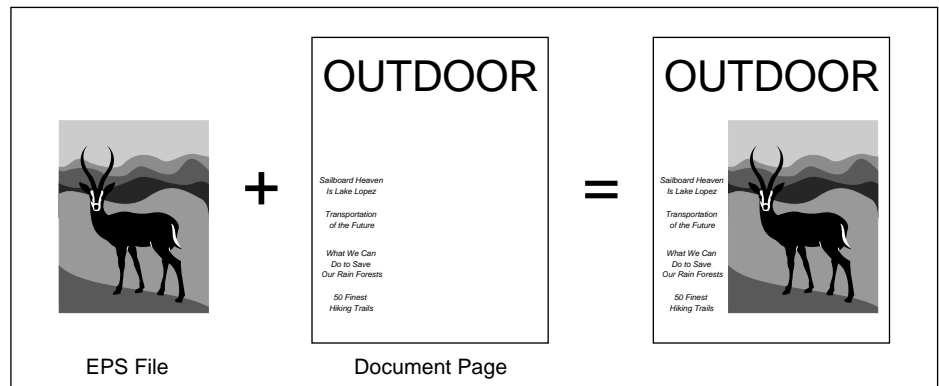 OUTDOOR
Sailboard Heaven
Is Lake Lopez
Transportation
of the Future
What We Can
Do to Save
Our Rain Forests
50 Finest
Hiking Trails
+
=
OUTDOOR
Sailboard Heaven
Is Lake Lopez
Transportation
of the Future
What We Can
Do to Save
Our Rain Forests
50 Finest
Hiking Trails
EPS File
Document Page